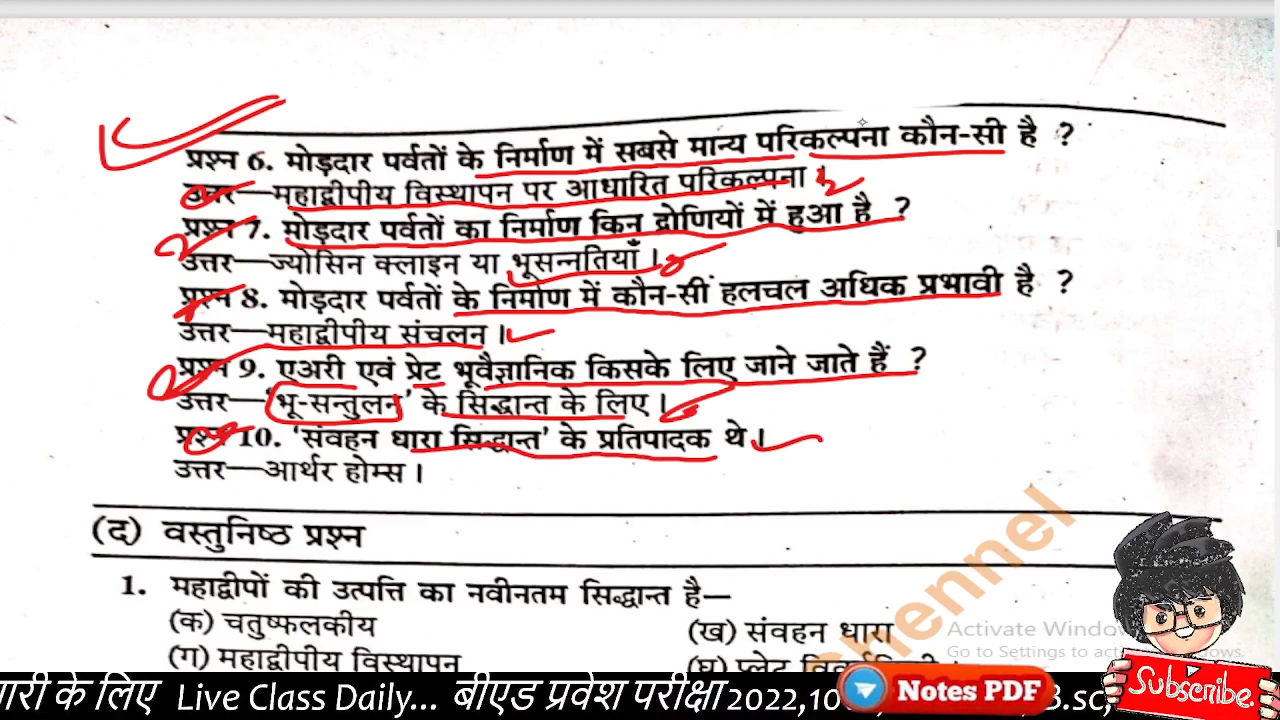 प्रश्न 6. मोड़दार पर्वतों के निर्माण में सबसे मान्य परिकल्पना कौन-सी है ?
उत्तर—महाद्वीपीय विस्थापन पर आधारित परिकल्पना ।
प्रश्न 7. मोड़दार पर्वतों का निर्माण किन द्रोणियों में हुआ है ?
उत्तर—ज्योसिन क्लाइन या भूसन्नतियाँ ।
प्रश्न 8. मोड़दार पर्वतों के निर्माण में कौन-सीं हलचल अधिक प्रभावी है ?
उत्तर—महाद्वीपीय संचलन ।
प्रश्न 9. एअरी एवं प्रेट भूवैज्ञानिक किसके लिए जाने जाते हैं ?
उत्तर—'भू-सन्तुलन' के सिद्धान्त के लिए ।
प्रश्न 10. 'संवहन धारा सिद्धान्त' के प्रतिपादक थे ।
उत्तर—आर्थर होम्स ।
(द) वस्तुनिष्ठ प्रश्न
1. महाद्वीपों की उत्पत्ति का नवीनतम सिद्धान्त है—
(क) चतुष्फलकीय (ख) संवहन धारा
(ग) महाद्वीपीय विस्थापन (घ) प्लेट
hennel
Activate Windo
Go to Settings to activate
ारी के लिए Live Class Daily... बीएड प्रवेश परीक्षा 2022,10
Notes PDF
Subscribe.